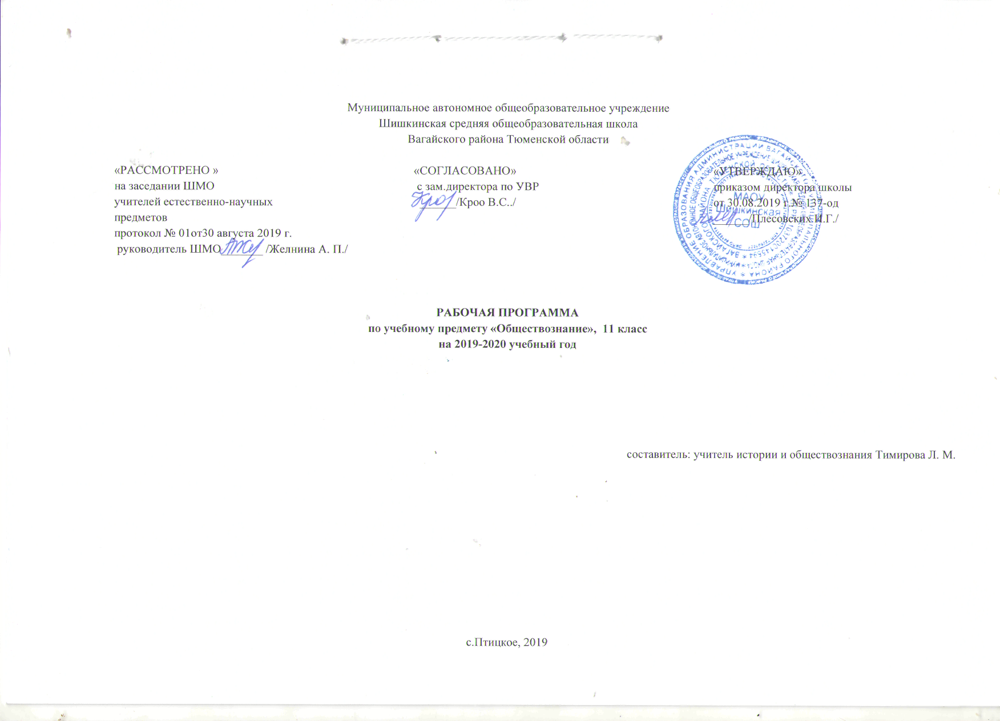 Муниципальное автономное общеобразовательное учреждение
Шишкинская средняя общеобразовательная школа
Вагайского района Тюменской области
«РАССМОТРЕНО »
на заседании ШМО
учителей естественно-научных
предметов
протокол № 01от30 августа 2019 г.
руководитель ШМО_______ /Желнина А. П./
«СОГЛАСОВАНО»
с зам.директора по УВР
______/Кроо В.С../
«УТВЕРЖДАЮ»
приказом директора школы
от 30.08.2019 г.№ 137-од
______/Плесовских И.Г./
МАОУ
Шишкинская
СОШ
РАБОЧАЯ ПРОГРАММА
по учебному предмету «Обществознание», 11 класс
на 2019-2020 учебный год
составитель: учитель истории и обществознания Тимирова Л. М.
с.Птицкое, 2019